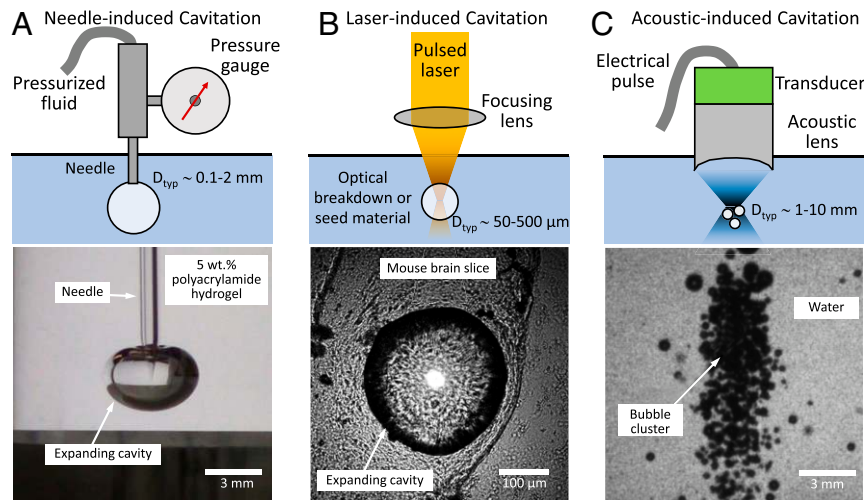 A
Needle-induced Cavitation
Pressure
gauge
Pressurized
fluid
Needle
D_typ ~ 0.1-2 mm
5 wt.%
polyacrylamide
hydrogel
Needle
Expanding cavity
3 mm
B
Laser-induced Cavitation
Pulsed
laser
Focusing
lens
Optical
breakdown or
seed material
D_typ ~ 50-500 µm
Mouse brain slice
Expanding cavity
100 µm
C
Acoustic-induced Cavitation
Electrical
pulse
Transducer
Acoustic
lens
D_typ ~ 1-10 mm
Water
Bubble
cluster
3 mm